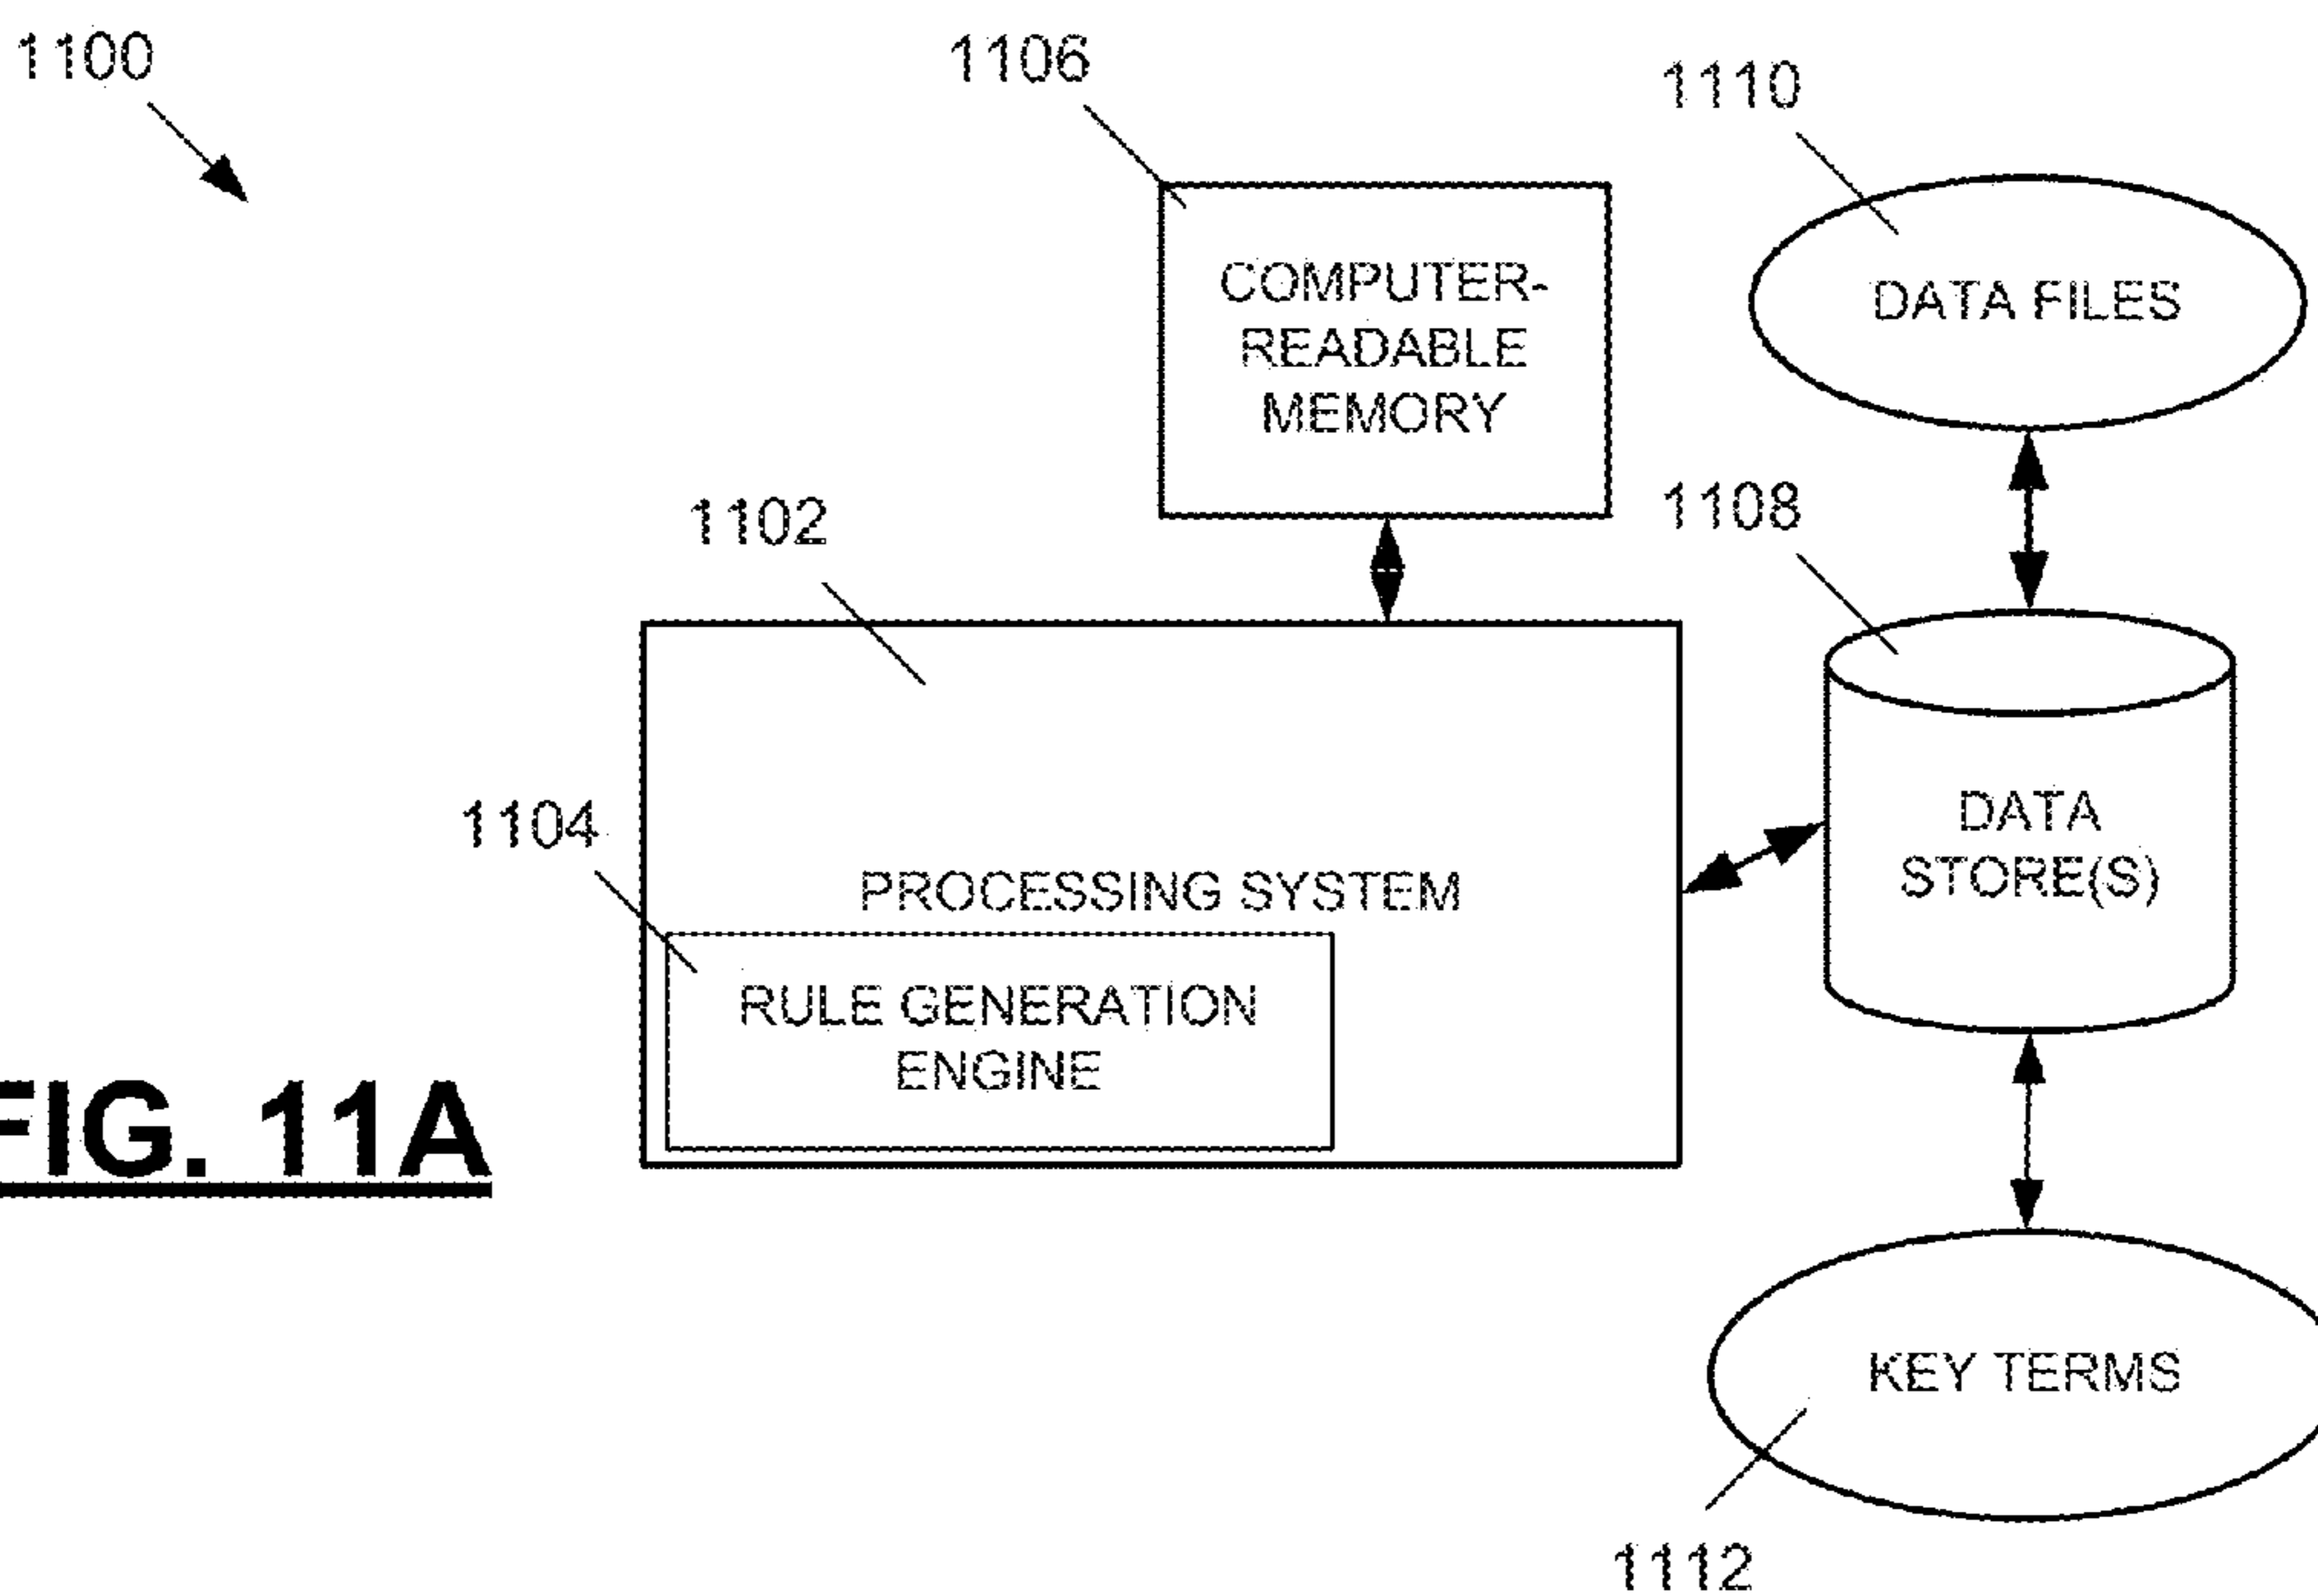 1100
1106
1110
COMPUTER-
READABLE
MEMORY
DATA FILES
1102
1108
1104
PROCESSING SYSTEM
DATA
STORE(S)
RULE GENERATION
ENGINE
FIG. 11A
KEY TERMS
1112